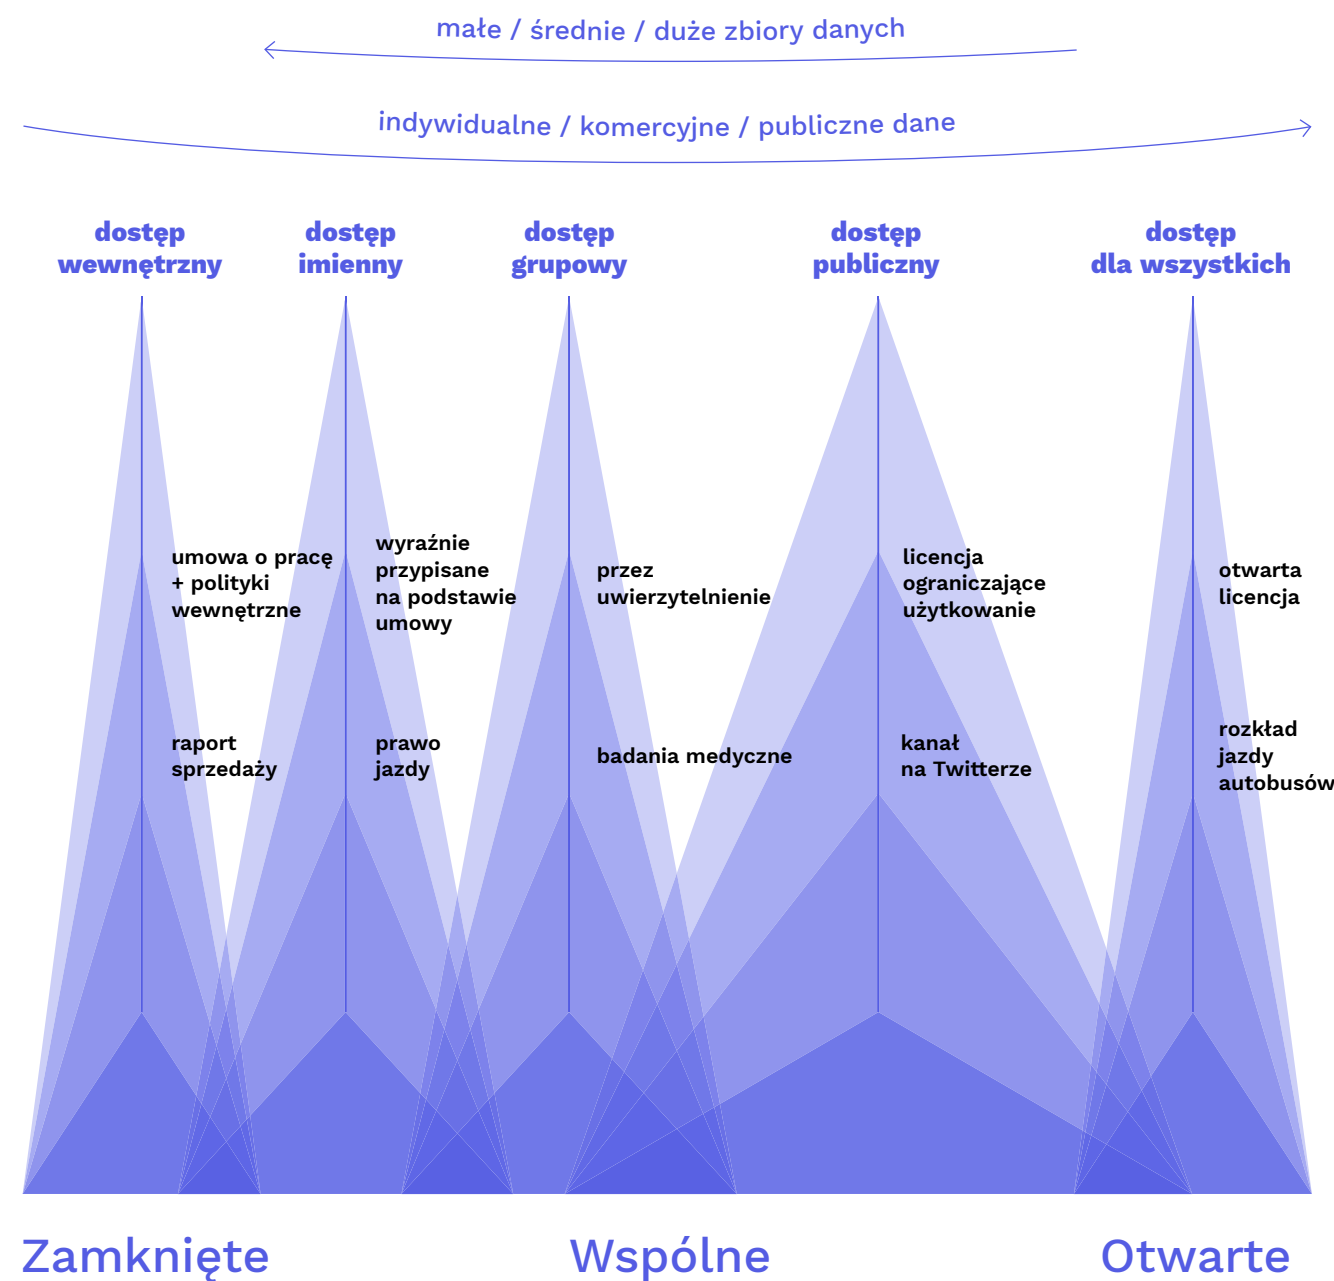 małe / średnie / duże zbiory danych
indywidualne / komercyjne / publiczne dane
dostęp
wewnętrzny
dostęp
imienny
dostęp
grupowy
dostęp
publiczny
dostęp
dla wszystkich
umowa o pracę
+ polityki
wewnętrzne
wyraźnie
przypisane
na podstawie
umowy
przez
uwierzytelnienie
licencja
ograniczające
użytkowanie
otwarta
licencja
raport
sprzedaży
prawo
jazdy
badania medyczne
kanał
na Twitterze
rozkład
jazdy
autobusów
Zamknięte
Wspólne
Otwarte